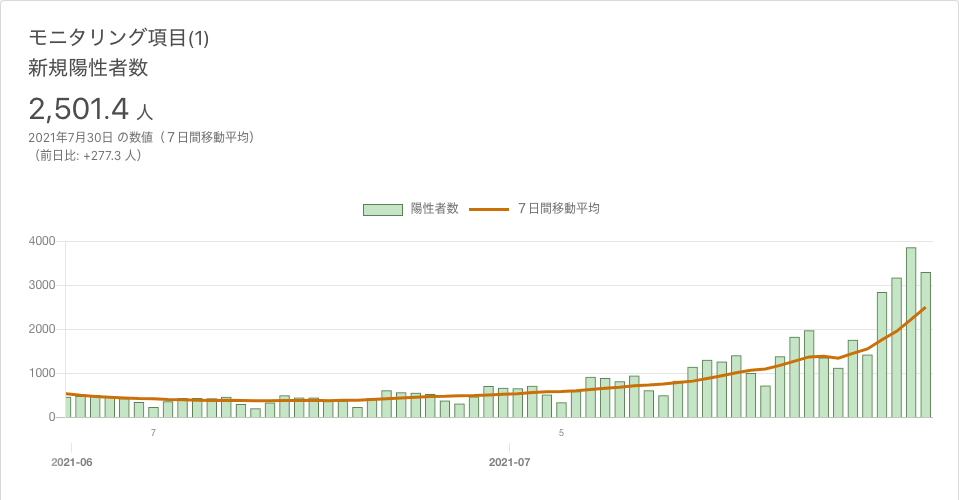 モニタリング項目(1)
新規陽性者数
2,501.4 人
2021年7月30日 の数値（７日間移動平均）
（前日比: +277.3 人）
陽性者数 ７日間移動平均
4000
3000
2000
1000
0
7 5
2021-06 2021-07